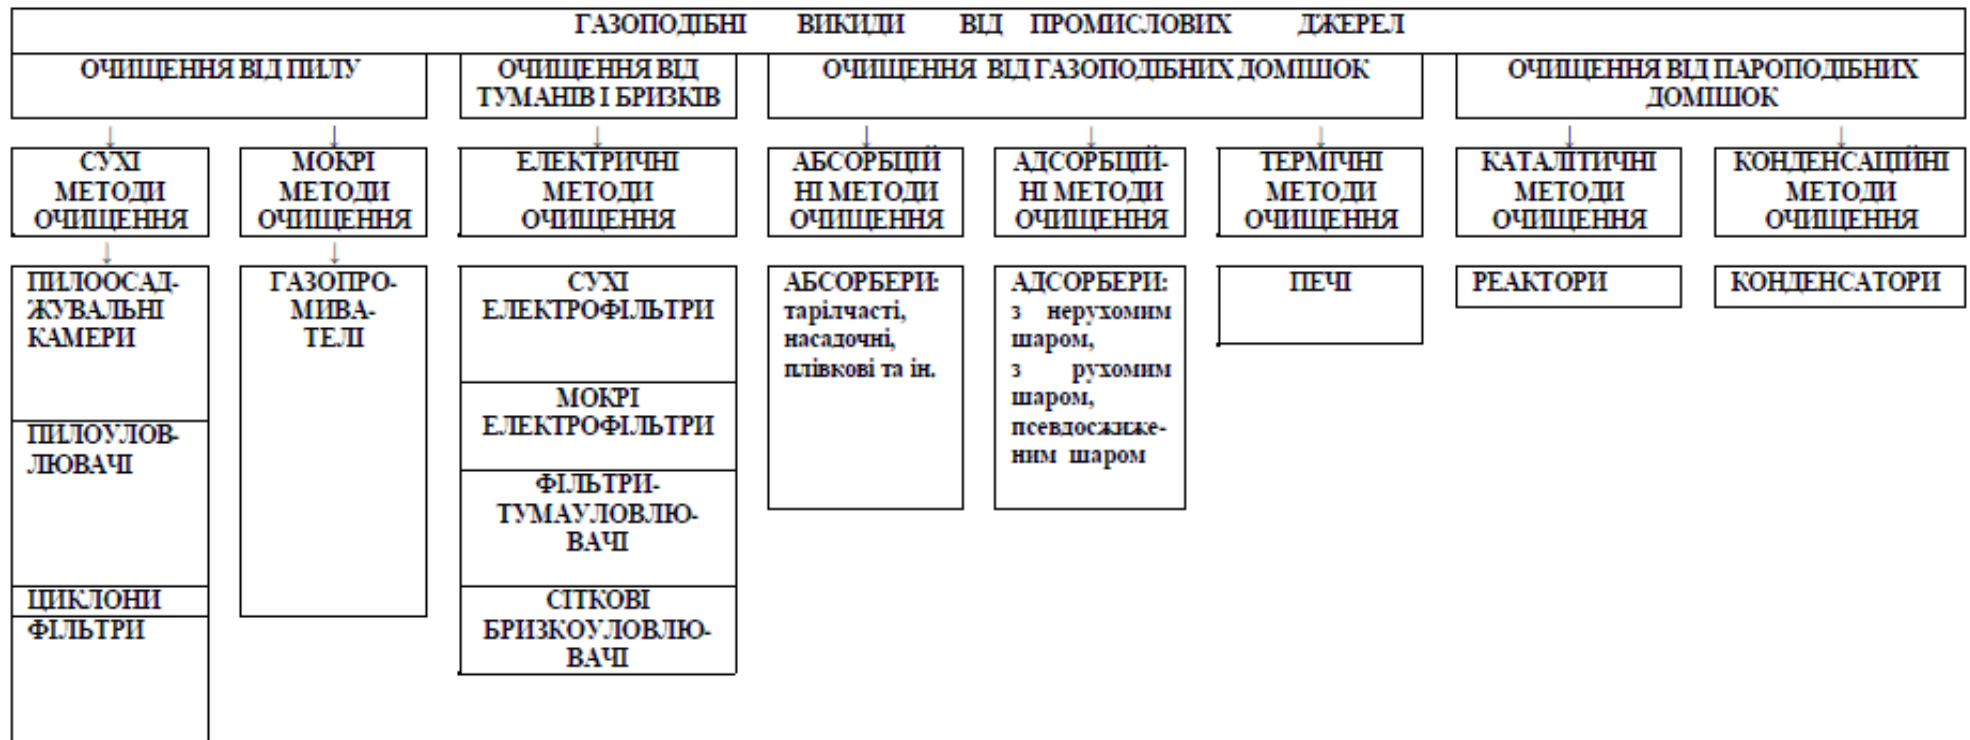 ГАЗОПОДІБНІ ВИКИДИ ВІД ПРОМИСЛОВИХ ДЖЕРЕЛ
ОЧИЩЕННЯ ВІД ПИЛУ
ОЧИЩЕННЯ ВІД
ТУМАНІВ І БРИЗКІВ
ОЧИЩЕННЯ ВІД ГАЗОПОДІБНИХ ДОМІШОК
ОЧИЩЕННЯ ВІД ПАРОПОДІБНИХ
ДОМІШОК
СУХІ
МЕТОДИ
ОЧИЩЕННЯ
МОКРІ
МЕТОДИ
ОЧИЩЕННЯ
ЕЛЕКТРИЧНІ
МЕТОДИ
ОЧИЩЕННЯ
АБСОРБЦІЙ
НІ МЕТОДИ
ОЧИЩЕННЯ
АДСОРБЦІЙ-
НІ МЕТОДИ
ОЧИЩЕННЯ
ТЕРМІЧНІ
МЕТОДИ
ОЧИЩЕННЯ
КАТАЛІТИЧНІ
МЕТОДИ
ОЧИЩЕННЯ
КОНДЕНСАЦІЙНІ
МЕТОДИ
ОЧИЩЕННЯ
ПИЛООСАД-
ЖУВАЛЬНІ
КАМЕРИ
ПИЛОУЛОВ-
ЛЮВАЧІ
ЦИКЛОНИ
ФІЛЬТРИ
ГАЗОПРО-
МИВА-
ТЕЛІ
СУХІ
ЕЛЕКТРОФІЛЬТРИ
МОКРІ
ЕЛЕКТРОФІЛЬТРИ
ФІЛЬТРИ-
ТУМАУЛОВЛЮ-
ВАЧІ
СІТКОВІ
БРИЗКОУЛОВЛЮ-
ВАЧІ
АБСОРБЕРИ:
тарілчасті,
насадочні,
плівкові та ін.
АДСОРБЕРИ:
з нерухомим
шаром,
з рухомим
шаром,
псевдосжиже-
ним шаром
ПЕЧІ
РЕАКТОРИ
КОНДЕНСАТОРИ